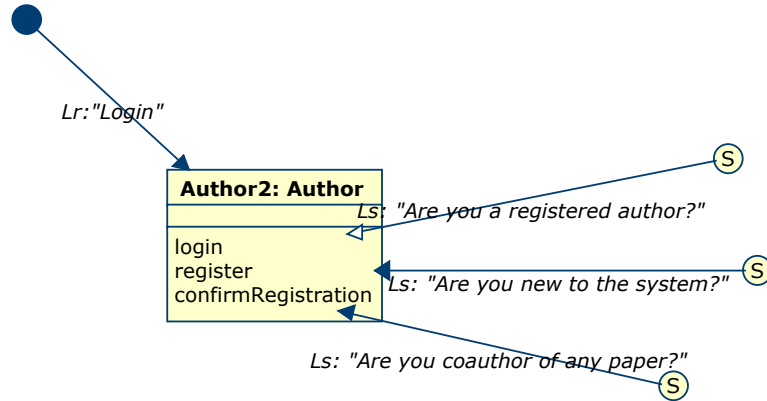 Lr:"Login"
S
Author2: Author
Ls: "Are you a registered author?"
login
register
confirmRegistration
S
Ls: "Are you new to the system?"
Ls: "Are you coauthor of any paper?"
S